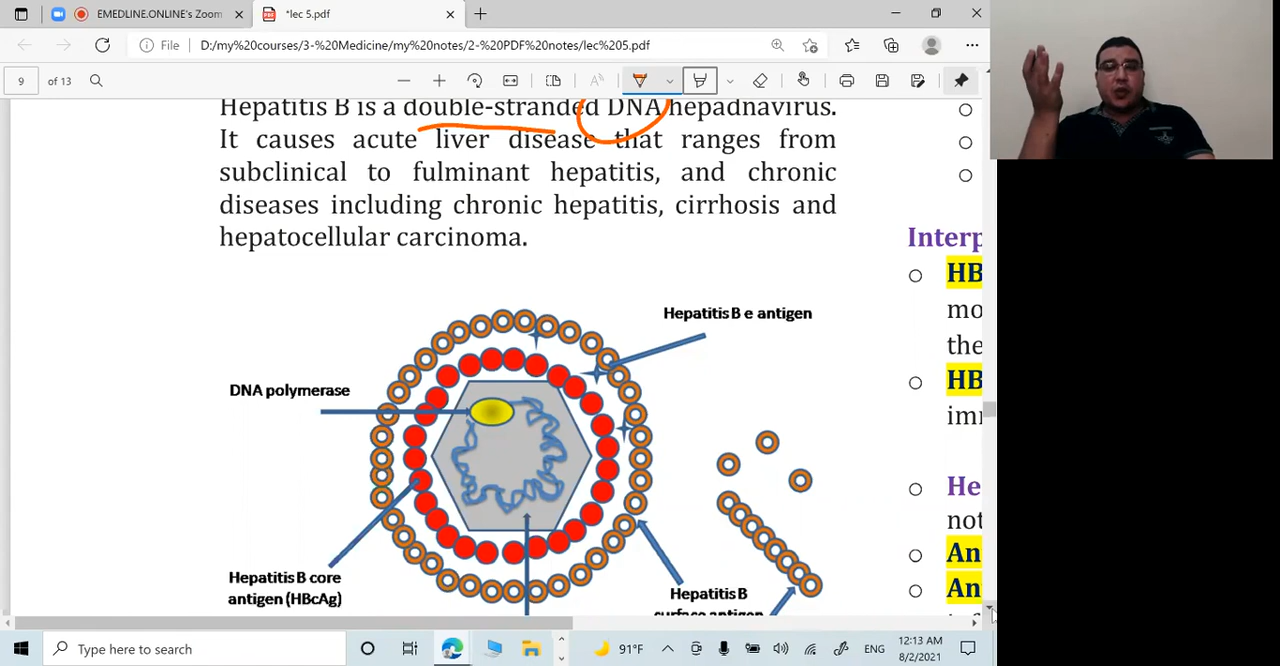 EMEDLINE.ONLINE's Zoom
*lec 5.pdf
File
D:/my%20courses/3-%20Medicine/my%20notes/2-%20PDF%20notes/lec%205.pdf
9 of 13
Hepatitis B is a double-stranded DNA hepadnavirus.
It causes acute liver disease that ranges from
subclinical to fulminant hepatitis, and chronic
diseases including chronic hepatitis, cirrhosis and
hepatocellular carcinoma.
Hepatitis B e antigen
DNA polymerase
Hepatitis B core
antigen (HBcAg)
Hepatitis B
surface antigen
Interp
HB
mo
the
HB
im
He
not
An
An
Type here to search
91°F
ENG
12:13 AM
8/2/2021